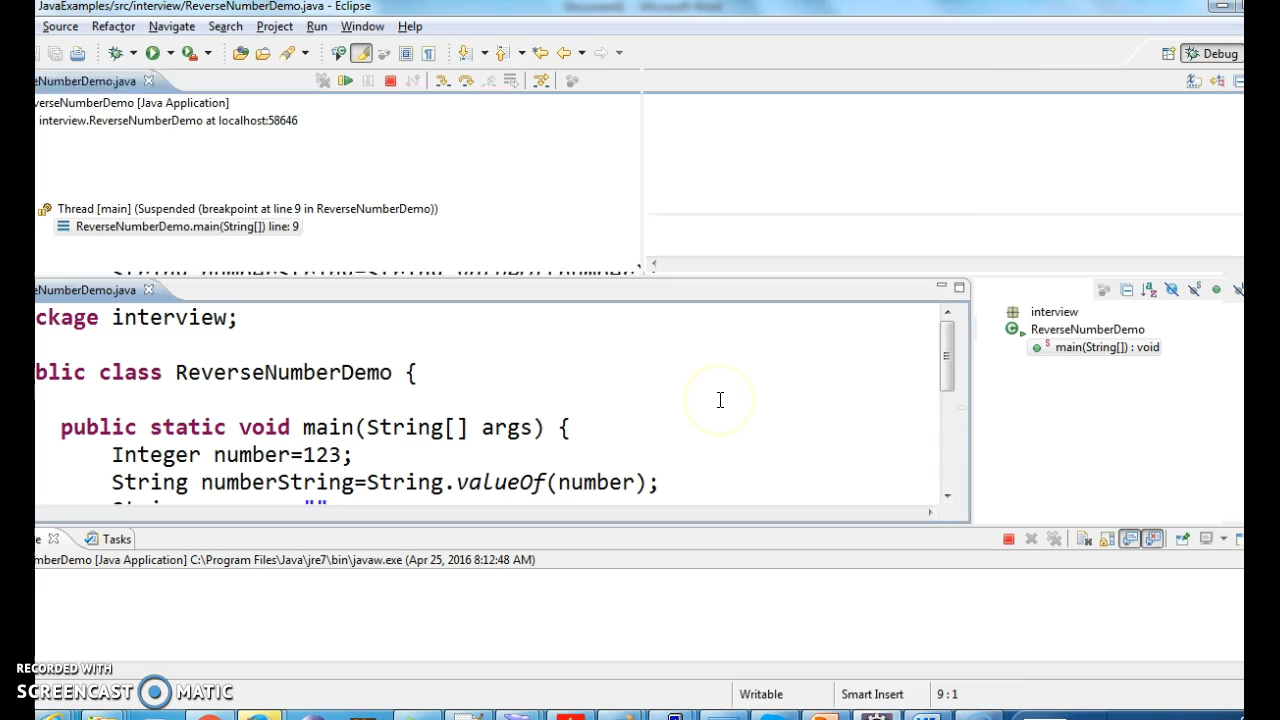 JavaExamples/src/interview/ReverseNumberDemo.java - Eclipse
Source Refactor Navigate Search Project Run Window Help
Debug
eNumberDemo.java
verseNumberDemo [Java Application]
interview.ReverseNumberDemo at localhost:58646
Thread [main] (Suspended (breakpoint at line 9 in ReverseNumberDemo))
ReverseNumberDemo.main(String[]) line: 9
eNumberDemo.java
ckage interview;
blic class ReverseNumberDemo {
public static void main(String[] args) {
Integer number=123;
String numberString=String.valueOf(number);
interview
ReverseNumberDemo
main(String[]) : void
e Tasks
mberDemo [Java Application] C:\Program Files\Java\jre7\bin\javaw.exe (Apr 25, 2016 8:12:48 AM)
RECORDED WITH
SCREENCAST MATIC
Writable Smart Insert 9 : 1